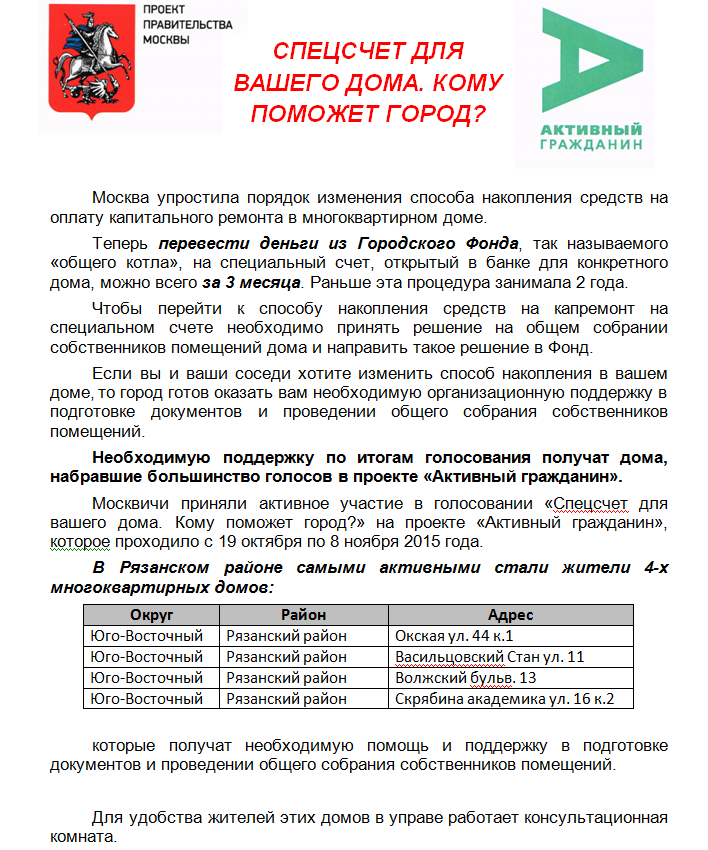 ПРОЕКТ
ПРАВИТЕЛЬСТВА
МОСКВЫ
СПЕЦСЧЕТ ДЛЯ
ВАШЕГО ДОМА. КОМУ
ПОМОЖЕТ ГОРОД?
АКТИВНЫЙ
ГРАЖДАНИН
Москва упростила порядок изменения способа накопления средств на
оплату капитального ремонта в многоквартирном доме.
Теперь перевести деньги из Городского Фонда, так называемого
«общего котла», на специальный счет, открытый в банке для конкретного
дома, можно всего за 3 месяца. Раньше эта процедура занимала 2 года.
Чтобы перейти к способу накопления средств на капремонт на
специальном счете необходимо принять решение на общем собрании
собственников помещений дома и направить такое решение в Фонд.
Если вы и ваши соседи хотите изменить способ накопления в вашем
доме, то город готов оказать вам необходимую организационную поддержку в
подготовке документов и проведении общего собрания собственников
помещений.
Необходимую поддержку по итогам голосования получат дома,
набравшие большинство голосов в проекте «Активный гражданин».
Москвичи приняли активное участие в голосовании «Спецсчет для
вашего дома. Кому поможет город?» на проекте «Активный гражданин»,
которое проходило с 19 октября по 8 ноября 2015 года.
В Рязанском районе самыми активными стали жители 4-х
многоквартирных домов:
Округ Район Адрес
Юго-Восточный Рязанский район Окская ул. 44 к.1
Юго-Восточный Рязанский район Васильцовский Стан ул. 11
Юго-Восточный Рязанский район Волжский бульв. 13
Юго-Восточный Рязанский район Скрябина академика ул. 16 к.2
которые получат необходимую помощь и поддержку в подготовке
документов и проведении общего собрания собственников помещений.
Для удобства жителей этих домов в управе работает консультационная
комната.